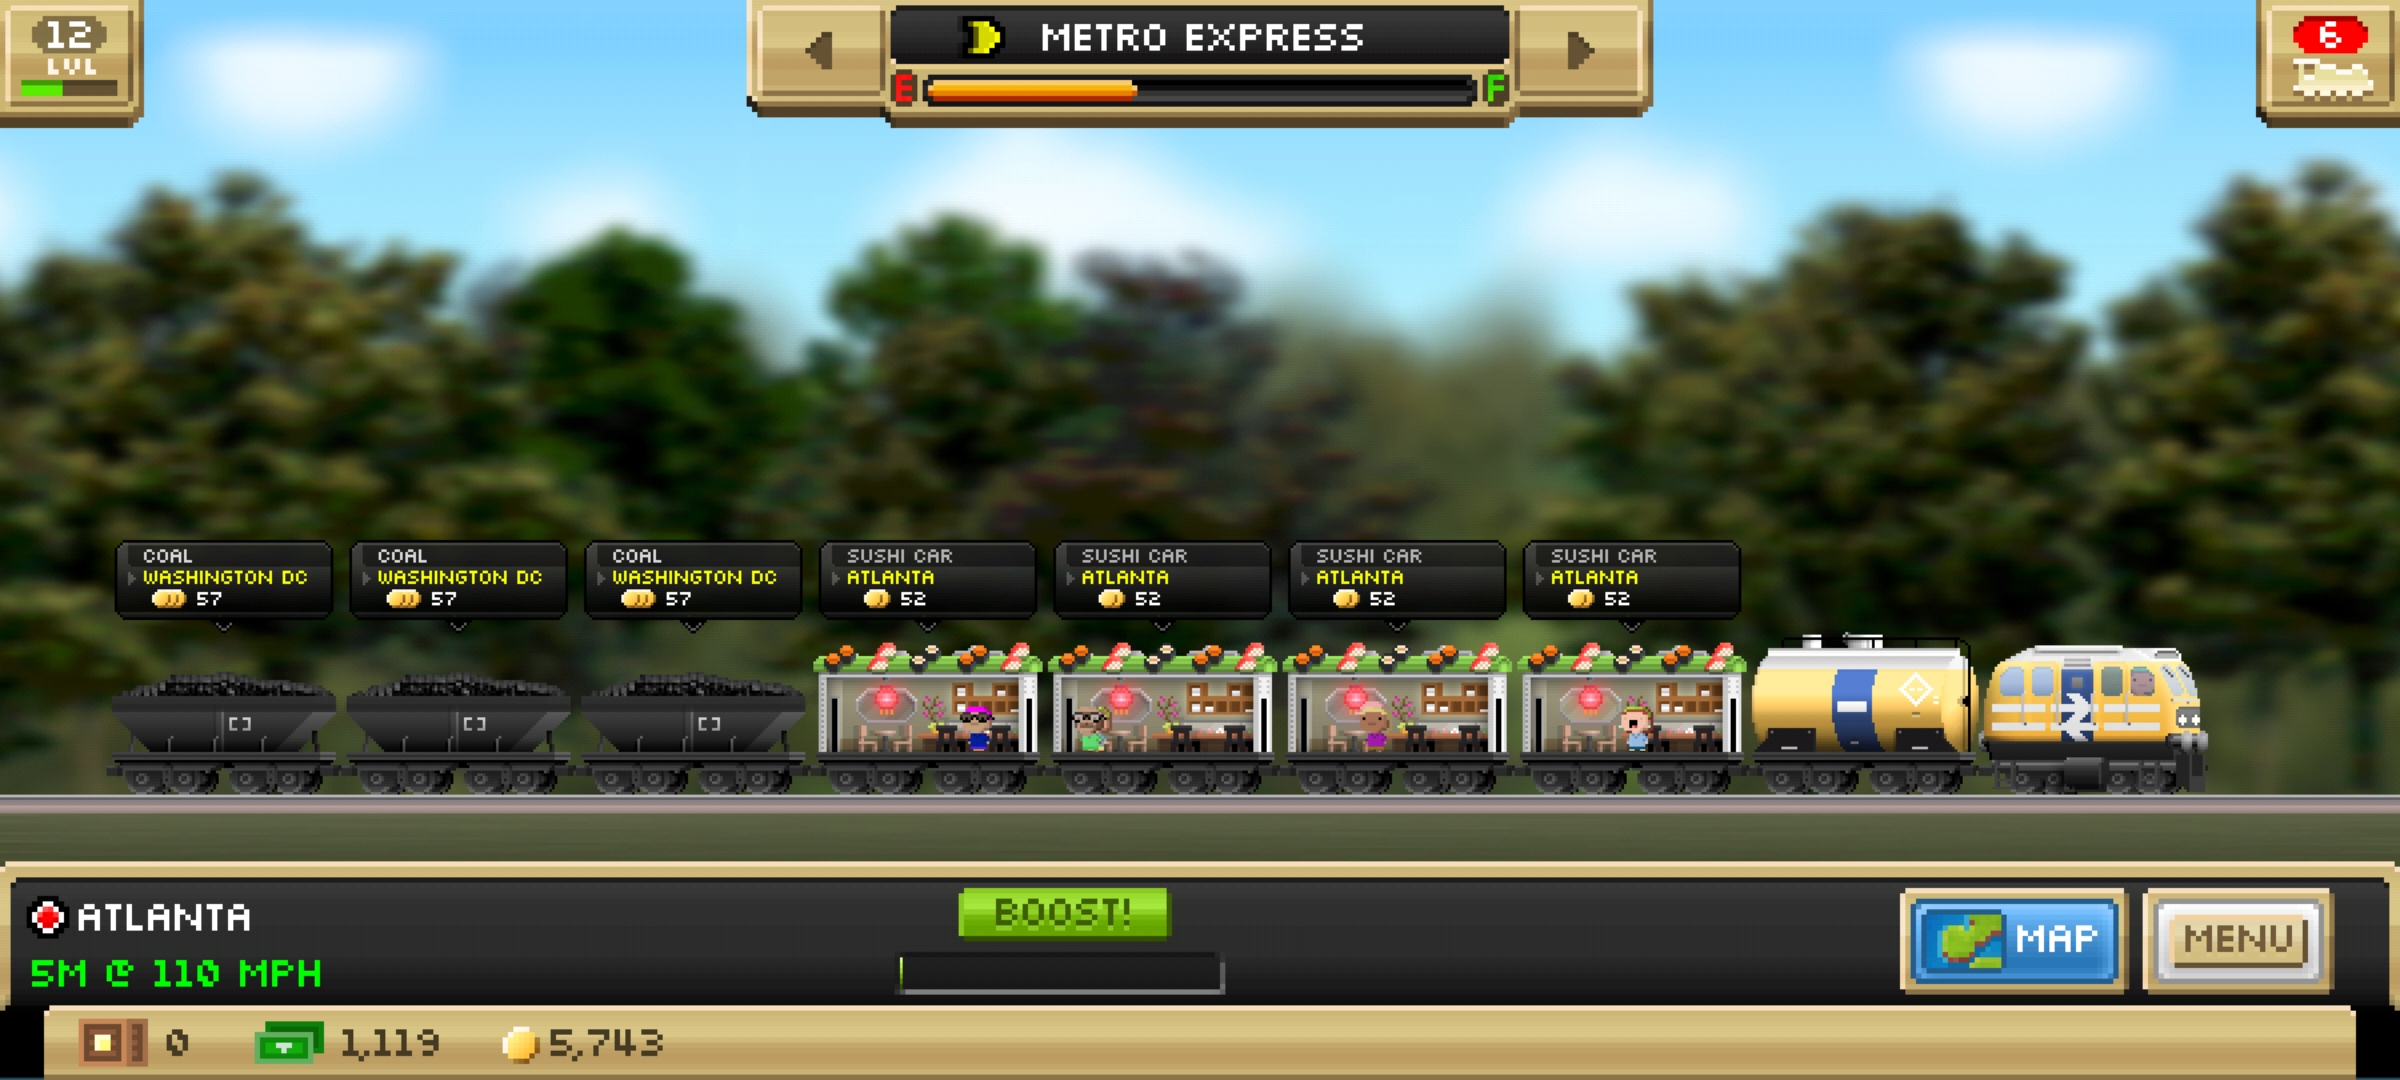 12
LVL
METRO EXPRESS
E F
6
COAL
WASHINGTON DC
57
COAL
WASHINGTON DC
57
COAL
WASHINGTON DC
57
SUSHI CAR
ATLANTA
52
SUSHI CAR
ATLANTA
52
SUSHI CAR
ATLANTA
52
SUSHI CAR
ATLANTA
52
ATLANTA
5M @ 110 MPH
BOOST!
MAP
MENU
0 1,119 5,743